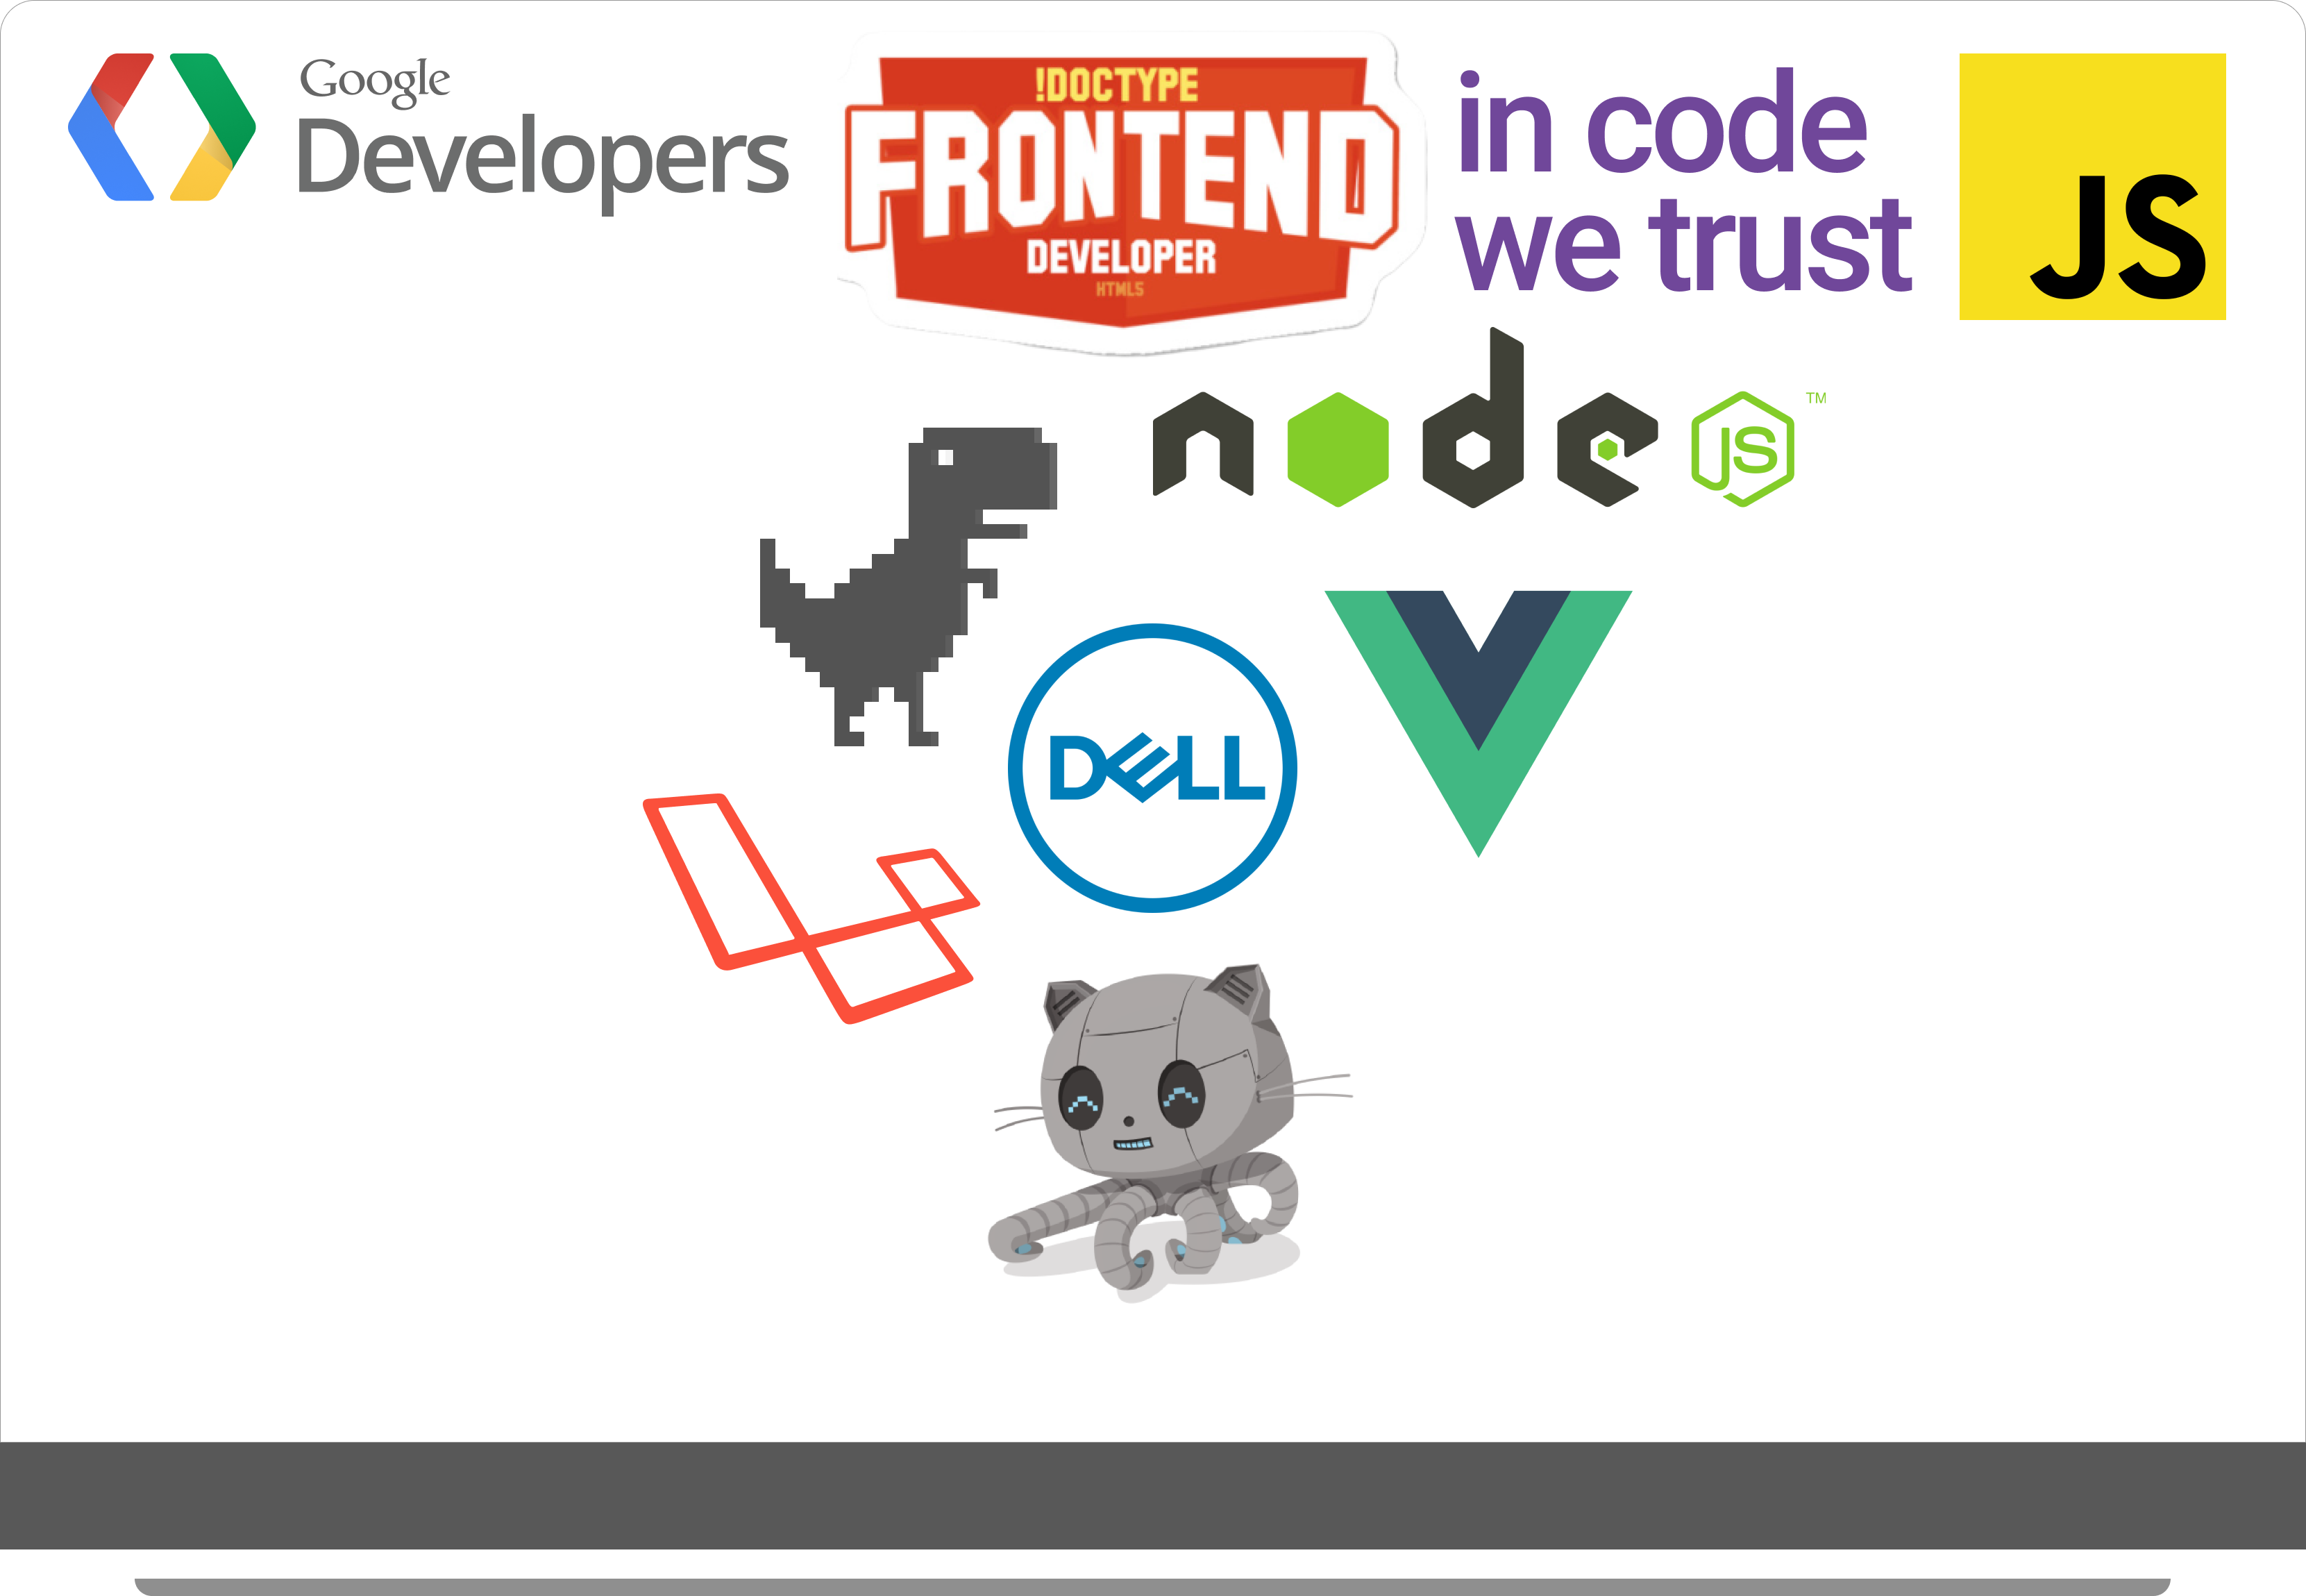 Google
Developers
!DOCTYPE
FRONTEND
DEVELOPER
HTML5
in code
we trust
JS
node JS TM
DELL